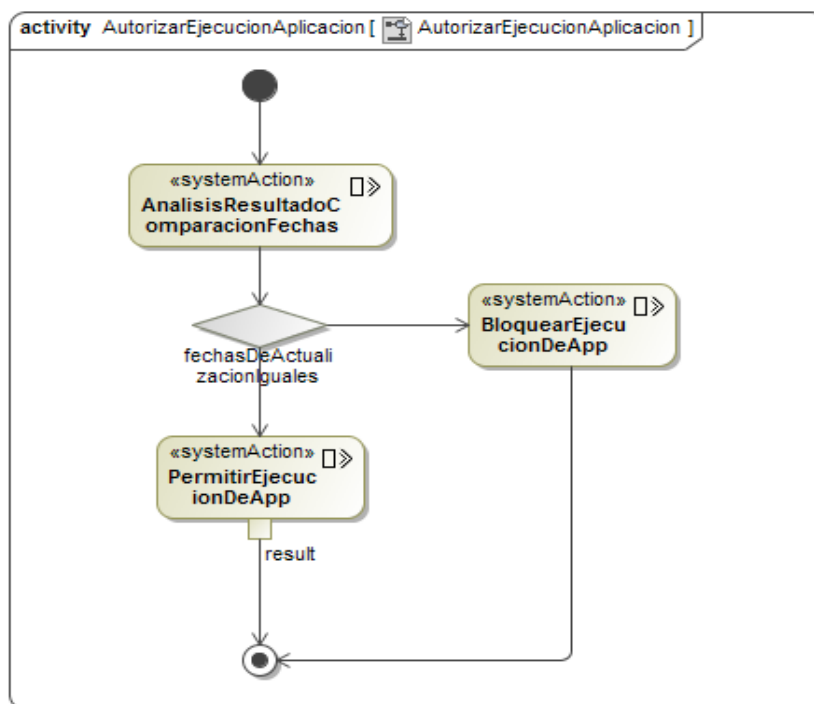 activity AutorizarEjecucionAplicacion [ AutorizarEjecucionAplicacion ]
«systemAction»
AnalisisResultadoC
omparacionFechas
«systemAction»
BloquearEjecu
cionDeApp
fechasDeActuali
zacionIguales
«systemAction»
PermitirEjecuc
ionDeApp
result